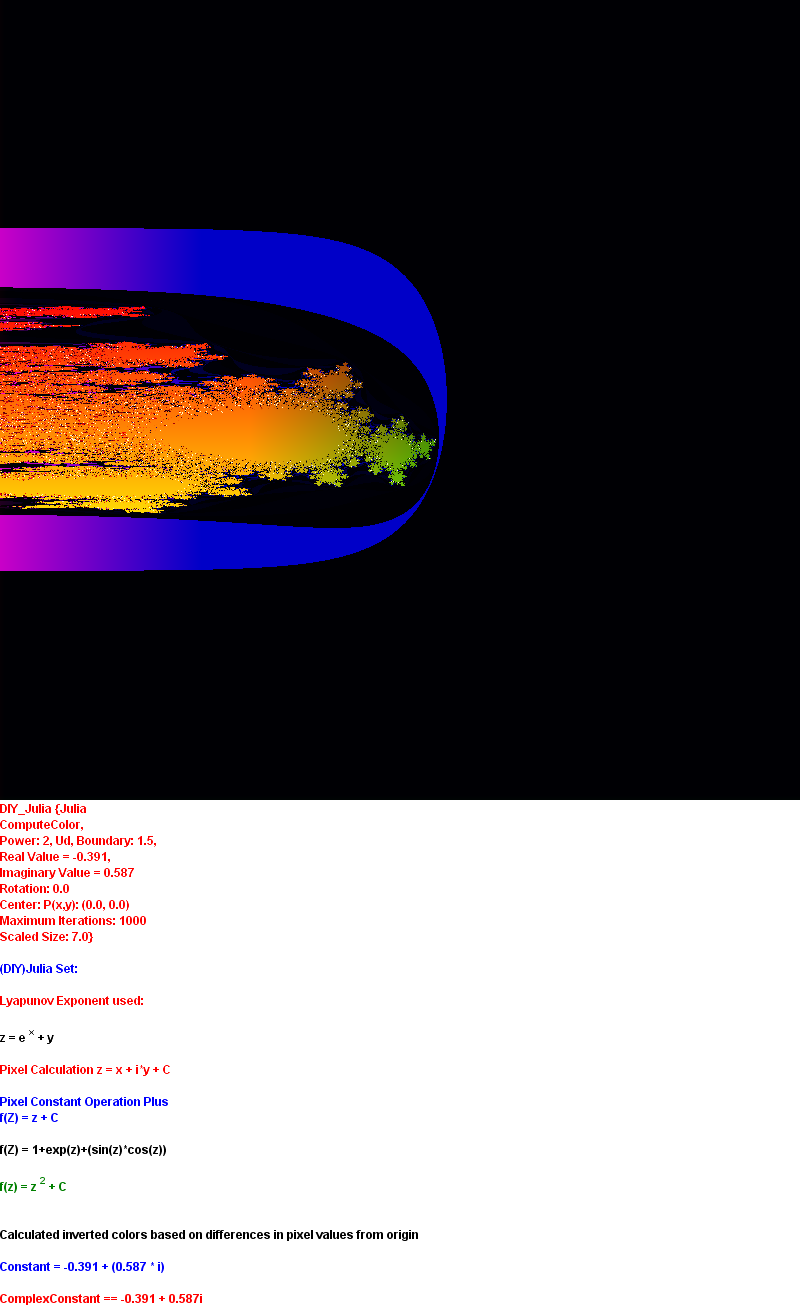 DIY_Julia {Julia
ComputeColor,
Power: 2, Ud, Boundary: 1.5,
Real Value = -0.391,
Imaginary Value = 0.587
Rotation: 0.0
Center: P(x,y): (0.0, 0.0)
Maximum Iterations: 1000
Scaled Size: 7.0}
(DIY)Julia Set:
Lyapunov Exponent used:
z = e x + y
Pixel Calculation z = x + i*y + C
Pixel Constant Operation Plus
f(Z) = z + C
f(Z) = 1+exp(z)+(sin(z)*cos(z))
f(z) = z 2 + C
Calculated inverted colors based on differences in pixel values from origin
Constant = -0.391 + (0.587 * i)
ComplexConstant == -0.391 + 0.587i